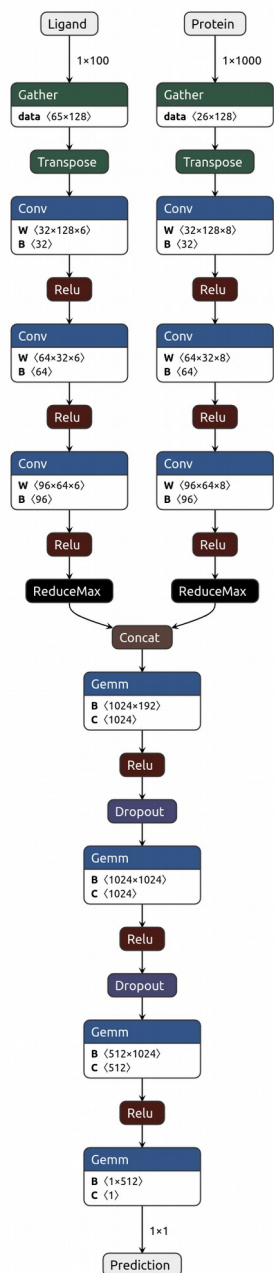 Ligand
Protein
1×100
1×1000
Gather
data 〈65×128〉
Gather
data 〈26×128〉
Transpose
Transpose
Conv
W 〈32×128×6〉
B 〈32〉
Conv
W 〈32×128×8〉
B 〈32〉
Relu
Relu
Conv
W 〈64×32×6〉
B 〈64〉
Conv
W 〈64×32×8〉
B 〈64〉
Relu
Relu
Conv
W 〈96×64×6〉
B 〈96〉
Conv
W 〈96×64×8〉
B 〈96〉
Relu
Relu
ReduceMax
ReduceMax
Concat
Gemm
B 〈1024×192〉
C 〈1024〉
Relu
Dropout
Gemm
B 〈1024×1024〉
C 〈1024〉
Relu
Dropout
Gemm
B 〈512×1024〉
C 〈512〉
Relu
Gemm
B 〈1×512〉
C 〈1〉
1×1
Prediction